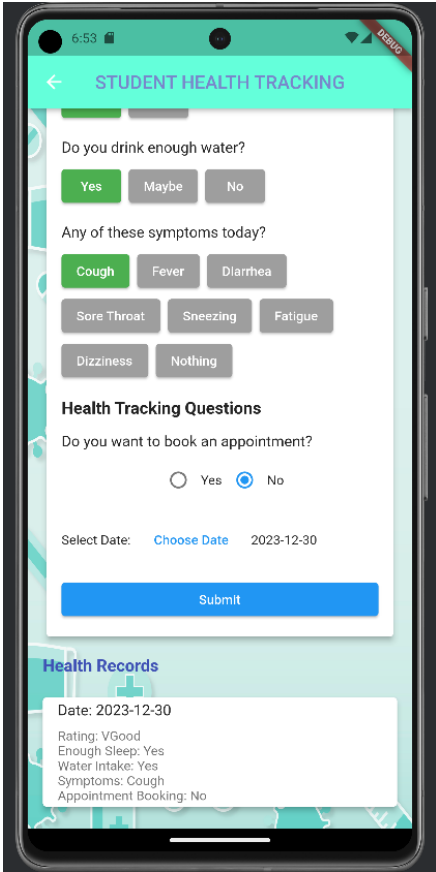 6:53
DEBUG
STUDENT HEALTH TRACKING
Do you drink enough water?
Yes Maybe No
Any of these symptoms today?
Cough Fever Diarrhea
Sore Throat Sneezing Fatigue
Dizziness Nothing
Health Tracking Questions
Do you want to book an appointment?
Yes No
Select Date: Choose Date 2023-12-30
Submit
Health Records
Date: 2023-12-30
Rating: VGood
Enough Sleep: Yes
Water Intake: Yes
Symptoms: Cough
Appointment Booking: No